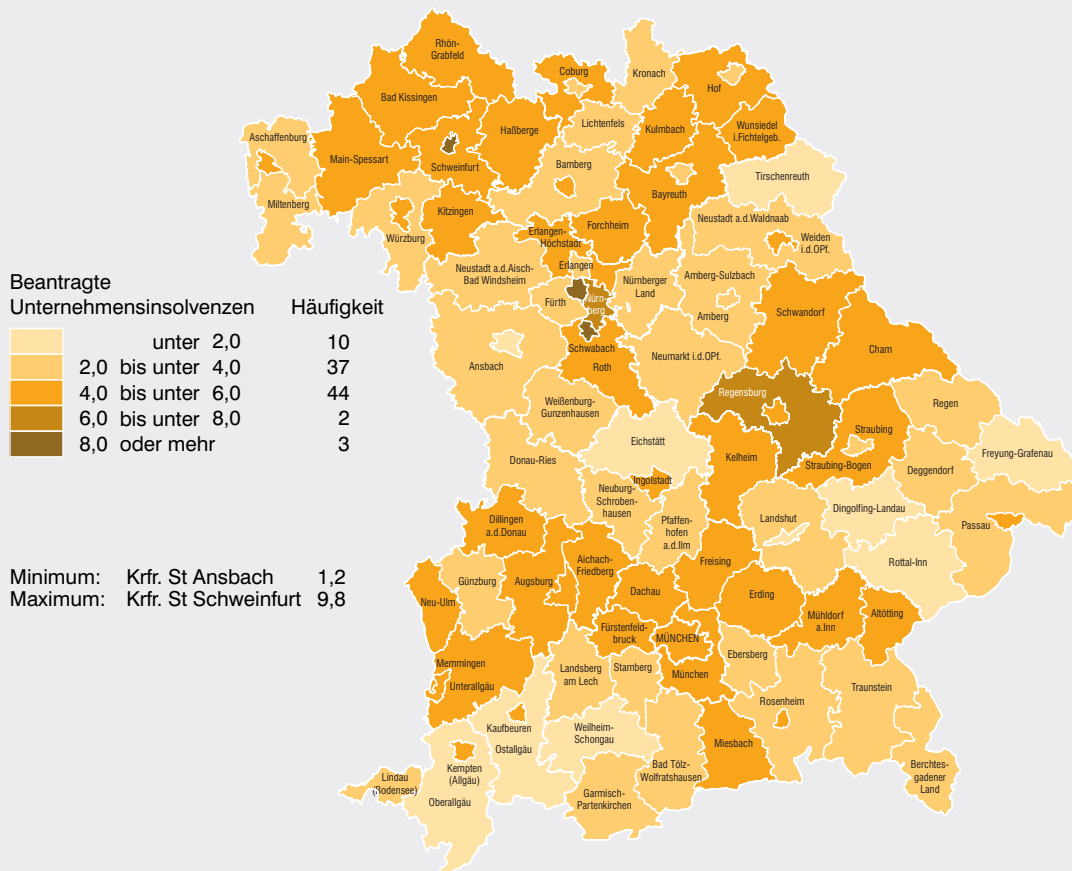 Rhön-
Grabfeld
Coburg
Kronach
Hof
Bad Kissingen
Lichtenfels
Kulmbach
Wunsiedel
i.Fichtelgeb.
Haßberge
Aschaffenburg
Main-Spessart
Schweinfurt
Bamberg
Tirschenreuth
Bayreuth
Miltenberg
Kitzingen
Neustadt a.d.Waldnaab
Würzburg
Erlangen-
Höchstadt
Forchheim
Weiden
i.d.OPf.
Erlangen
Neustadt a.d.Aisch-
Bad Windsheim
Nürnberger
Land
Amberg-Sulzbach
Beantragte
Unternehmensinsolvenzen Häufigkeit
unter 2,0 10
2,0 bis unter 4,0 37
4,0 bis unter 6,0 44
6,0 bis unter 8,0 2
8,0 oder mehr 3
Fürth
Nürn-
berg
Amberg
Schwandorf
Schwabach
Roth
Ansbach
Neumarkt i.d.OPf.
Cham
Weißenburg-
Gunzenhausen
Regensburg
Regen
Eichstätt
Straubing
Freyung-Grafenau
Donau-Ries
Kelheim
Straubing-Bogen
Deggendorf
Ingolstadt
Neuburg-
Schroben-
hausen
Dingolfing-Landau
Dillingen
a.d.Donau
Pfaffen-
hofen
a.d.Ilm
Landshut
Passau
Minimum: Krfr. St Ansbach 1,2
Maximum: Krfr. St Schweinfurt 9,8
Aichach-
Friedberg
Freising
Rottal-Inn
Günzburg
Augsburg
Neu-Ulm
Dachau
Erding
Mühldorf
a.Inn
Altötting
Fürstenfeld-
bruck
MÜNCHEN
Memmingen
Unterallgäu
Landsberg
am Lech
Starnberg
München
Ebersberg
Traunstein
Rosenheim
Kaufbeuren
Ostallgäu
Weilheim-
Schongau
Miesbach
Bad Tölz-
Wolfratshausen
Kempten
(Allgäu)
Lindau
(Bodensee)
Oberallgäu
Garmisch-
Partenkirchen
Berchtes-
gadener
Land